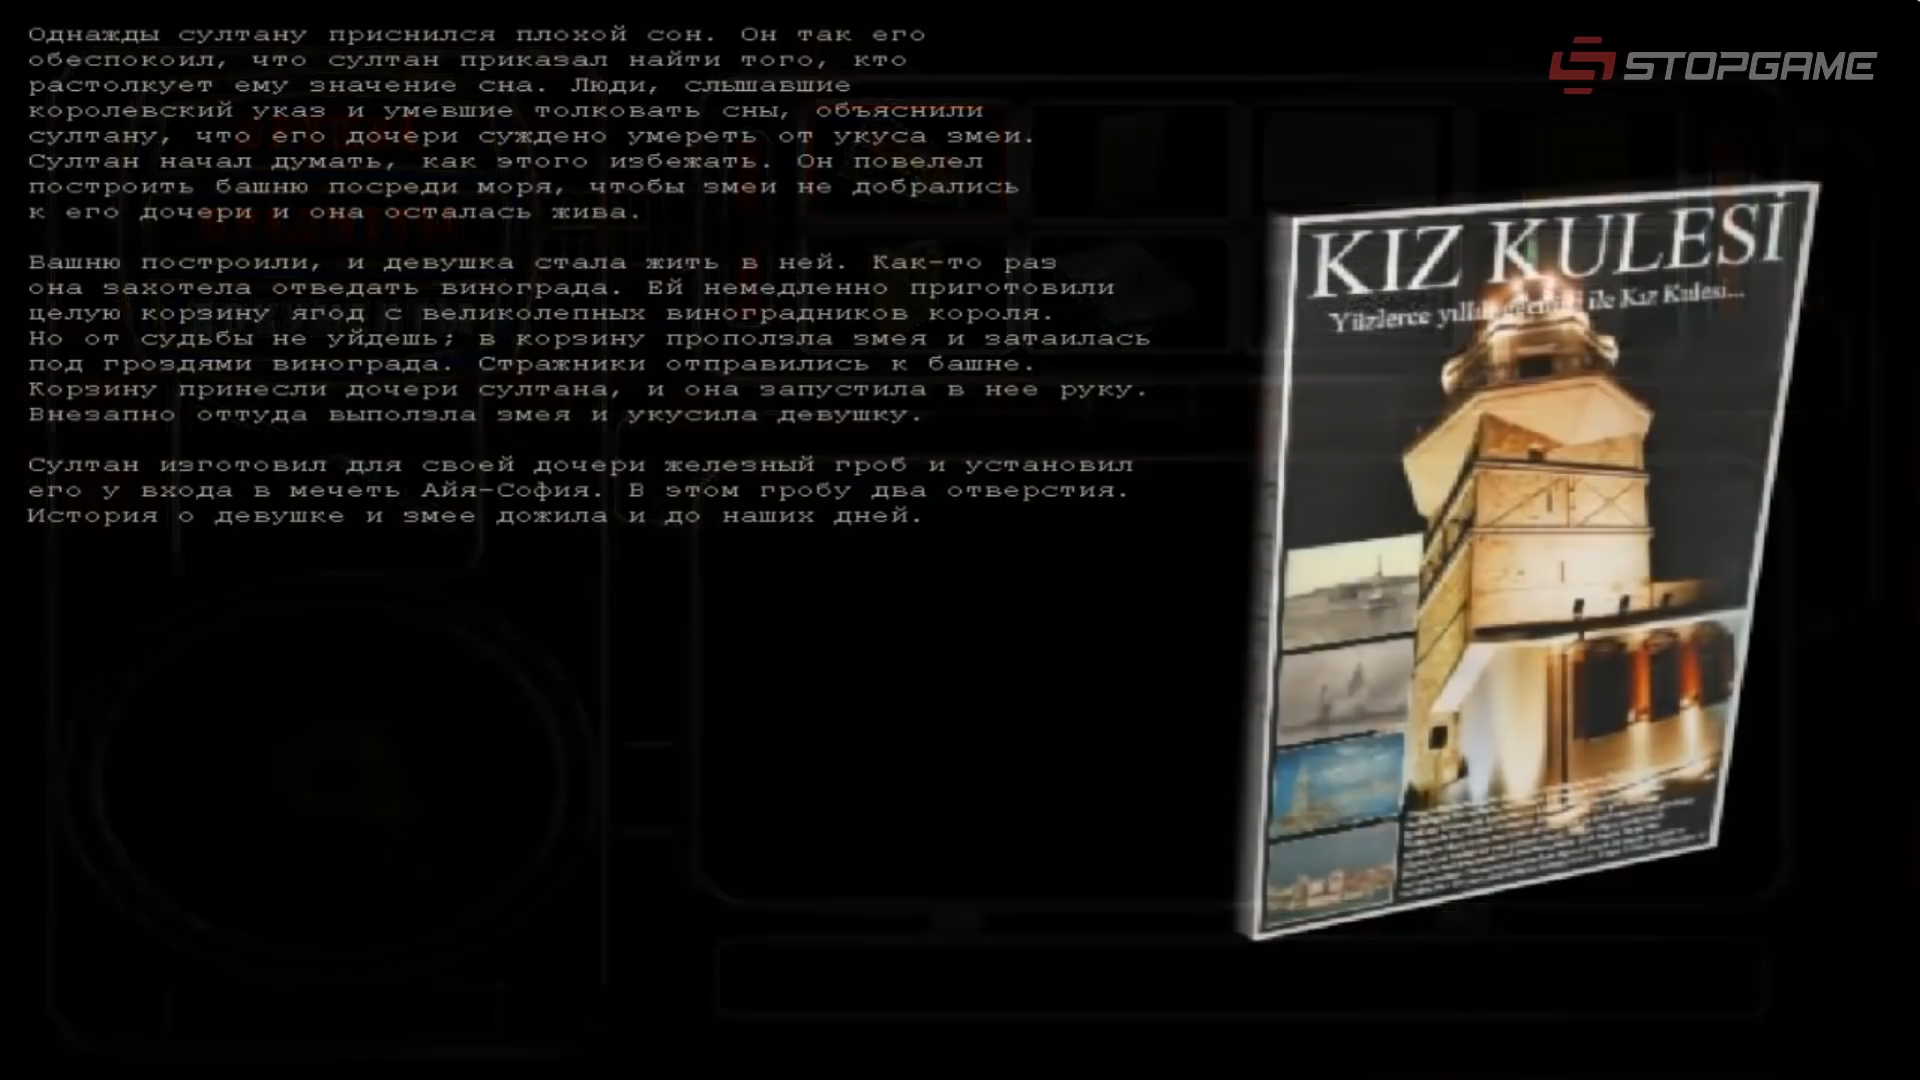 Однажды султану приснился плохой сон. Он так его
обеспокоил, что султан приказал найти того, кто
растолкует ему значение сна. Люди, слышавшие
королевский указ и умевшие толковать сны, объяснили
султану, что его дочери суждено умереть от укуса змеи.
Султан начал думать, как этого избежать. Он повелел
построить башню посреди моря, чтобы змеи не добрались
к его дочери и она осталась жива.
Башню построили, и девушка стала жить в ней. Как-то раз
она захотела отведать винограда. Ей немедленно приготовили
целую корзину ягод с великолепных виноградников короля.
Но от судьбы не уйдешь; в корзину проползла змея и затаилась
под гроздями винограда. Стражники отправились к башне.
Корзину принесли дочери султана, и она запустила в нее руку.
Внезапно оттуда выползла змея и укусила девушку.
Султан изготовил для своей дочери железный гроб и установил
его у входа в мечеть Айя-София. В этом гробу два отверстия.
История о девушке и змее дожила и до наших дней.
STOPGAME
KIZ KULESİ
Yüzlerce yıllık ile Kız Kulesi...